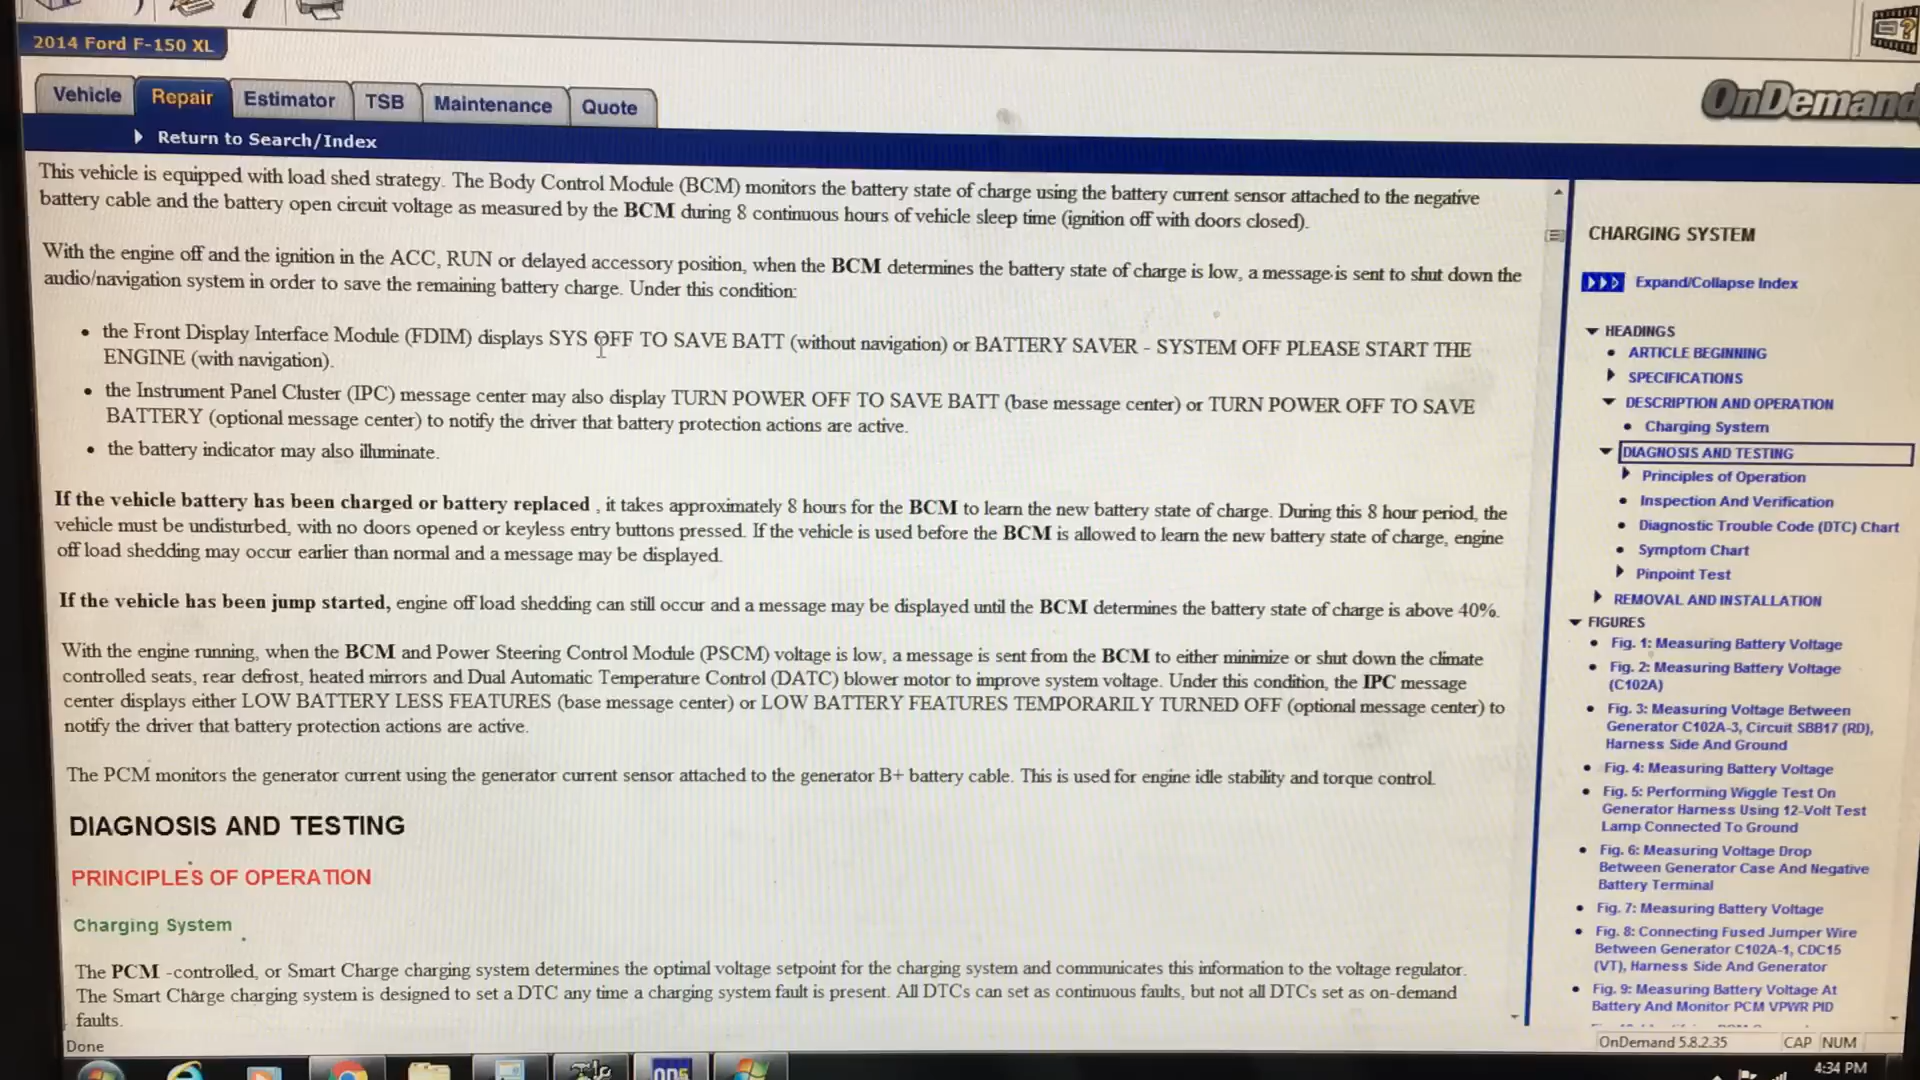 2014 Ford F-150 XL
Vehicle
Repair
Estimator
TSB
Maintenance
Quote
OnDemand
Return to Search/Index
This vehicle is equipped with load shed strategy. The Body Control Module (BCM) monitors the battery state of charge using the battery current sensor attached to the negative
battery cable and the battery open circuit voltage as measured by the BCM during 8 continuous hours of vehicle sleep time (ignition off with doors closed).
With the engine off and the ignition in the ACC, RUN or delayed accessory position, when the BCM determines the battery state of charge is low, a message is sent to shut down the
audio/navigation system in order to save the remaining battery charge. Under this condition:
• the Front Display Interface Module (FDIM) displays SYS OFF TO SAVE BATT (without navigation) or BATTERY SAVER - SYSTEM OFF PLEASE START THE
ENGINE (with navigation).
• the Instrument Panel Cluster (IPC) message center may also display TURN POWER OFF TO SAVE BATT (base message center) or TURN POWER OFF TO SAVE
BATTERY (optional message center) to notify the driver that battery protection actions are active.
• the battery indicator may also illuminate.
If the vehicle battery has been charged or battery replaced , it takes approximately 8 hours for the BCM to learn the new battery state of charge. During this 8 hour period, the
vehicle must be undisturbed, with no doors opened or keyless entry buttons pressed. If the vehicle is used before the BCM is allowed to learn the new battery state of charge, engine
off load shedding may occur earlier than normal and a message may be displayed.
If the vehicle has been jump started, engine off load shedding can still occur and a message may be displayed until the BCM determines the battery state of charge is above 40%.
With the engine running, when the BCM and Power Steering Control Module (PSCM) voltage is low, a message is sent from the BCM to either minimize or shut down the climate
controlled seats, rear defrost, heated mirrors and Dual Automatic Temperature Control (DATC) blower motor to improve system voltage. Under this condition, the IPC message
center displays either LOW BATTERY LESS FEATURES (base message center) or LOW BATTERY FEATURES TEMPORARILY TURNED OFF (optional message center) to
notify the driver that battery protection actions are active.
The PCM monitors the generator current using the generator current sensor attached to the generator B+ battery cable. This is used for engine idle stability and torque control.
DIAGNOSIS AND TESTING
PRINCIPLES OF OPERATION
Charging System
The PCM -controlled, or Smart Charge charging system determines the optimal voltage setpoint for the charging system and communicates this information to the voltage regulator.
The Smart Charge charging system is designed to set a DTC any time a charging system fault is present. All DTCs can set as continuous faults, but not all DTCs set as on-demand
faults.
CHARGING SYSTEM
Expand/Collapse Index
HEADINGS
• ARTICLE BEGINNING
SPECIFICATIONS
DESCRIPTION AND OPERATION
• Charging System
DIAGNOSIS AND TESTING
Principles of Operation
• Inspection And Verification
• Diagnostic Trouble Code (DTC) Chart
• Symptom Chart
Pinpoint Test
REMOVAL AND INSTALLATION
FIGURES
• Fig. 1: Measuring Battery Voltage
• Fig. 2: Measuring Battery Voltage
(C102A)
• Fig. 3: Measuring Voltage Between
Generator C102A-3, Circuit SBB17 (RD),
Harness Side And Ground
• Fig. 4: Measuring Battery Voltage
• Fig. 5: Performing Wiggle Test On
Generator Harness Using 12-Volt Test
Lamp Connected To Ground
• Fig. 6: Measuring Voltage Drop
Between Generator Case And Negative
Battery Terminal
• Fig. 7: Measuring Battery Voltage
• Fig. 8: Connecting Fused Jumper Wire
Between Generator C102A-1, CDC15
(VT), Harness Side And Generator
• Fig. 9: Measuring Battery Voltage At
Battery And Monitor PCM VPWR PID
Done
OnDemand 5.8.2.35
CAP NUM
4:34 PM